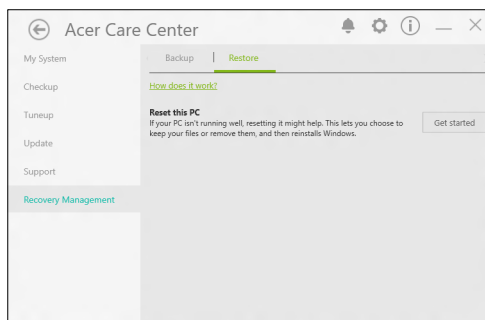 Acer Care Center
My System
Checkup
Tuneup
Update
Support
Recovery Management
Backup | Restore
How does it work?
Reset this PC
If your PC isn't running well, resetting it might help. This lets you choose to
keep your files or remove them, and then reinstalls Windows.
Get started